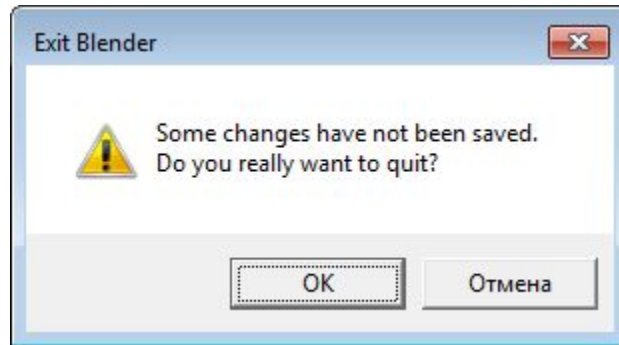 Exit Blender
Some changes have not been saved.
Do you really want to quit?
OK
Отмена